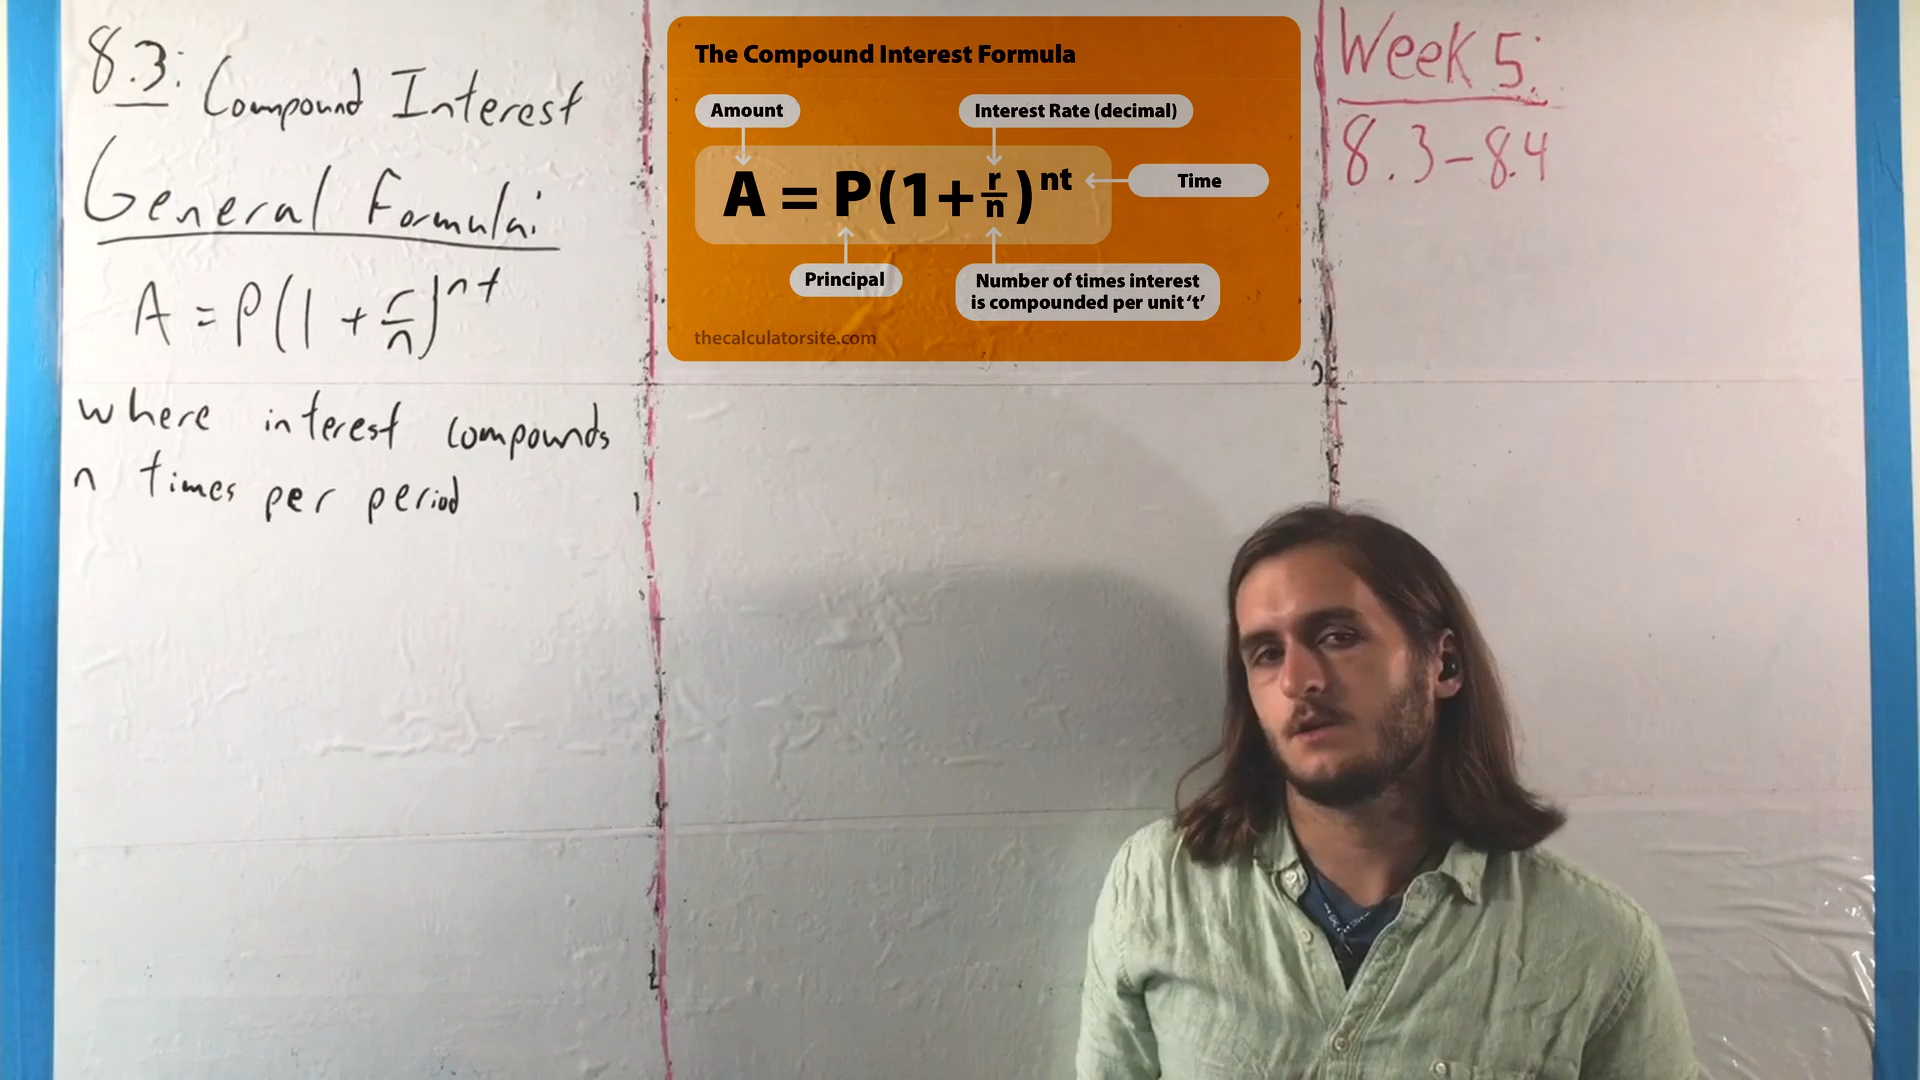 8.3: Compound Interest
General Formula:
A = P(1 + r/n)^nt
where interest compounds
n times per period
The Compound Interest Formula
Amount
Interest Rate (decimal)
A = P(1+r/n)^nt
Time
Principal
Number of times interest
is compounded per unit ‘t’
thecalculatorsite.com
Week 5:
8.3-8.4